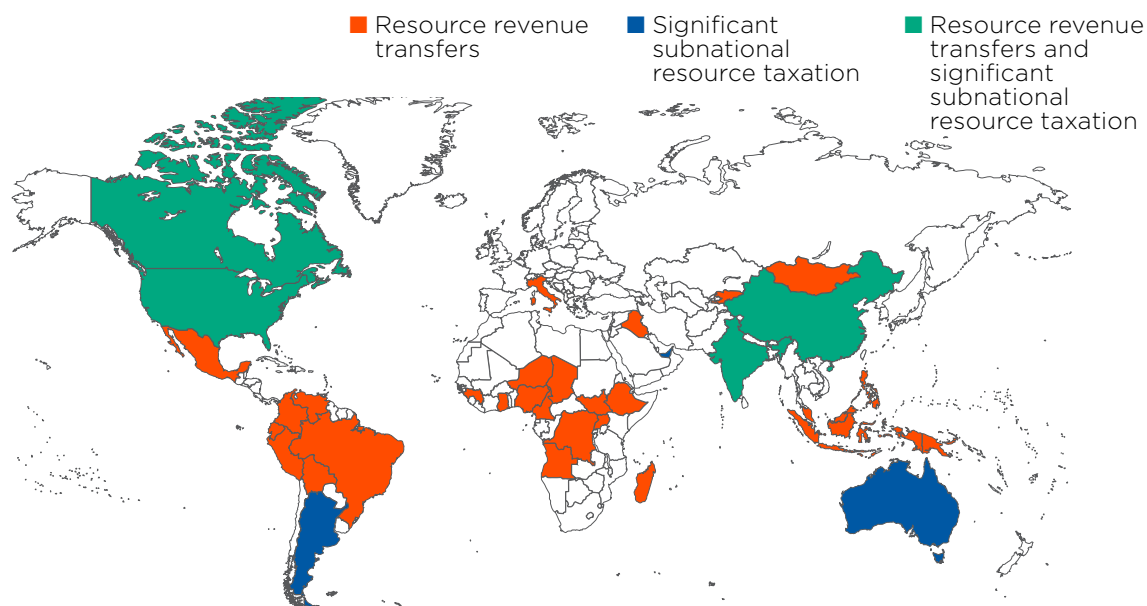 Resource revenue
transfers
Significant
subnational
resource taxation
Resource revenue
transfers and
significant
subnational
resource taxation